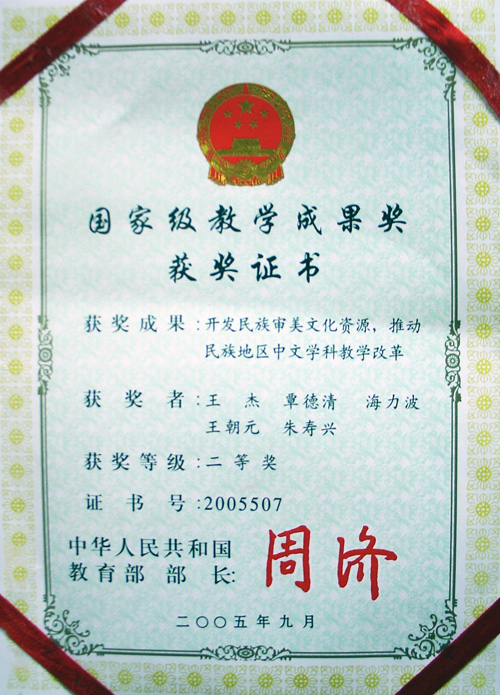 国家级教学成果奖
获奖证书
获奖成果:开发民族审美文化资源，推动
民族地区中文学科教学改革
获奖者:王杰 覃德清 海力波
王朝元 朱寿兴
获奖等级:二等奖
证书号:2005507
中华人民共和国
教育部部长:
周济
二〇〇五年九月